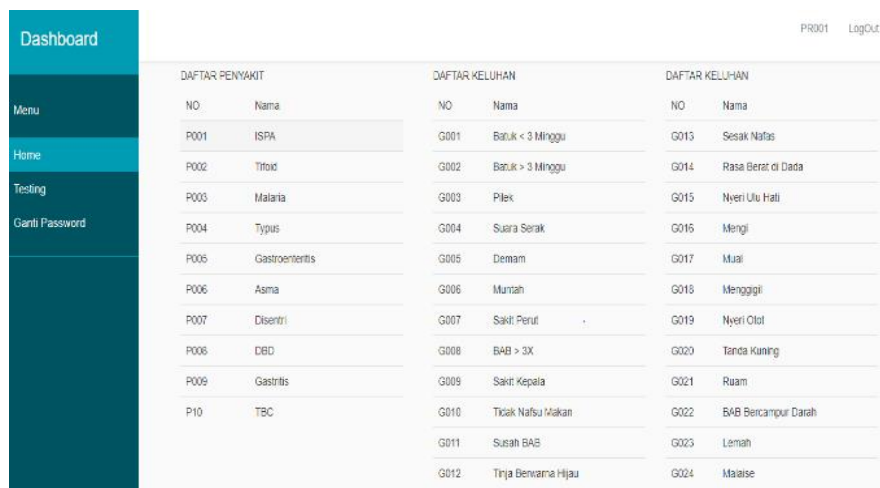 Dashboard
PR001 LogOut
Menu
Home
Testing
Ganti Password
DAFTAR PENYAKIT
NO Nama
P001 ISPA
P002 Tifoid
P003 Malaria
P004 Typus
P005 Gastroenteritis
P006 Asma
P007 Disentri
P008 DBD
P009 Gastritis
P10 TBC
DAFTAR KELUHAN
NO Nama
G001 Batuk < 3 Minggu
G002 Batuk > 3 Minggu
G003 Pilek
G004 Suara Serak
G005 Demam
G006 Muntah
G007 Sakit Perut
G008 BAB > 3X
G009 Sakit Kepala
G010 Tidak Nafsu Makan
G011 Susah BAB
G012 Tinja Berwarna Hijau
DAFTAR KELUHAN
NO Nama
G013 Sesak Nafas
G014 Rasa Berat di Dada
G015 Nyeri Ulu Hati
G016 Mengi
G017 Mual
G018 Menggigil
G019 Nyeri Otot
G020 Tanda Kuning
G021 Ruam
G022 BAB Bercampur Darah
G023 Lemah
G024 Malaise